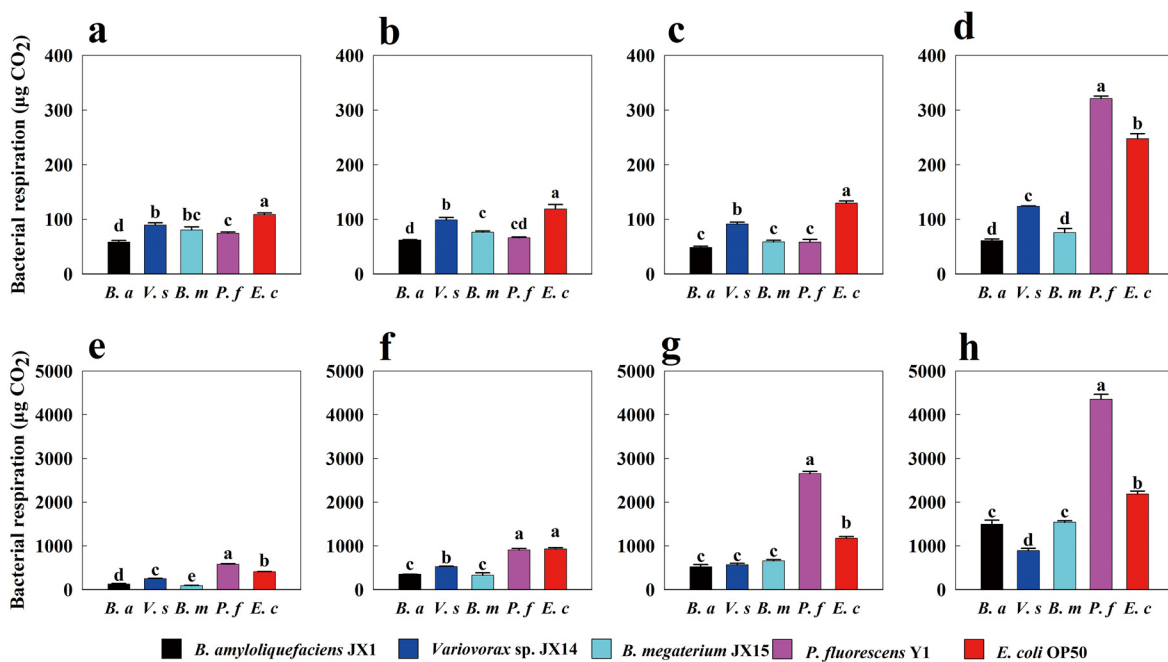 a b c d
Bacterial respiration (µg CO2)
400 400 400 400
300 300 300 300
200 200 200 200
100 100 100 100
0 0 0 0
d b bc c a
d b c cd a
c b c c a
d c d a b
B. a V. s B. m P. f E. c
B. a V. s B. m P. f E. c
B. a V. s B. m P. f E. c
B. a V. s B. m P. f E. c
e f g h
Bacterial respiration (µg CO2)
5000 5000 5000 5000
4000 4000 4000 4000
3000 3000 3000 3000
2000 2000 2000 2000
1000 1000 1000 1000
0 0 0 0
d c e a b
c b c a a
c c c a b
c d c a b
B. a V. s B. m P. f E. c
B. a V. s B. m P. f E. c
B. a V. s B. m P. f E. c
B. a V. s B. m P. f E. c
B. amyloliquefaciens JX1 Variovorax sp. JX14 B. megaterium JX15 P. fluorescens Y1 E. coli OP50